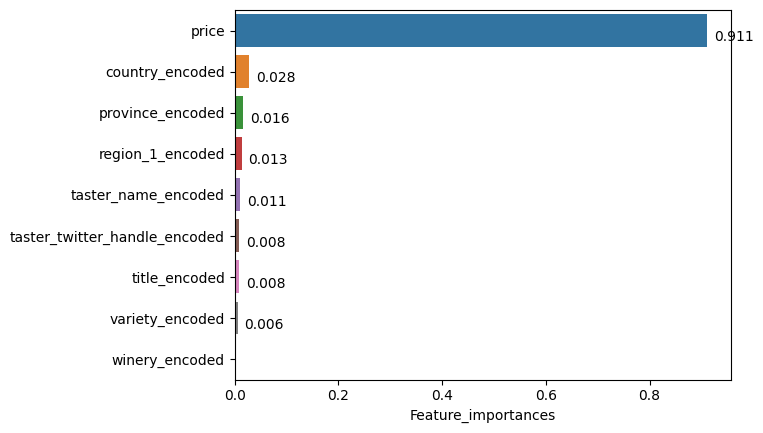 price
0.911
country_encoded
0.028
province_encoded
0.016
region_1_encoded
0.013
taster_name_encoded
0.011
taster_twitter_handle_encoded
0.008
title_encoded
0.008
variety_encoded
0.006
winery_encoded
0.0 0.2 0.4 0.6 0.8
Feature_importances